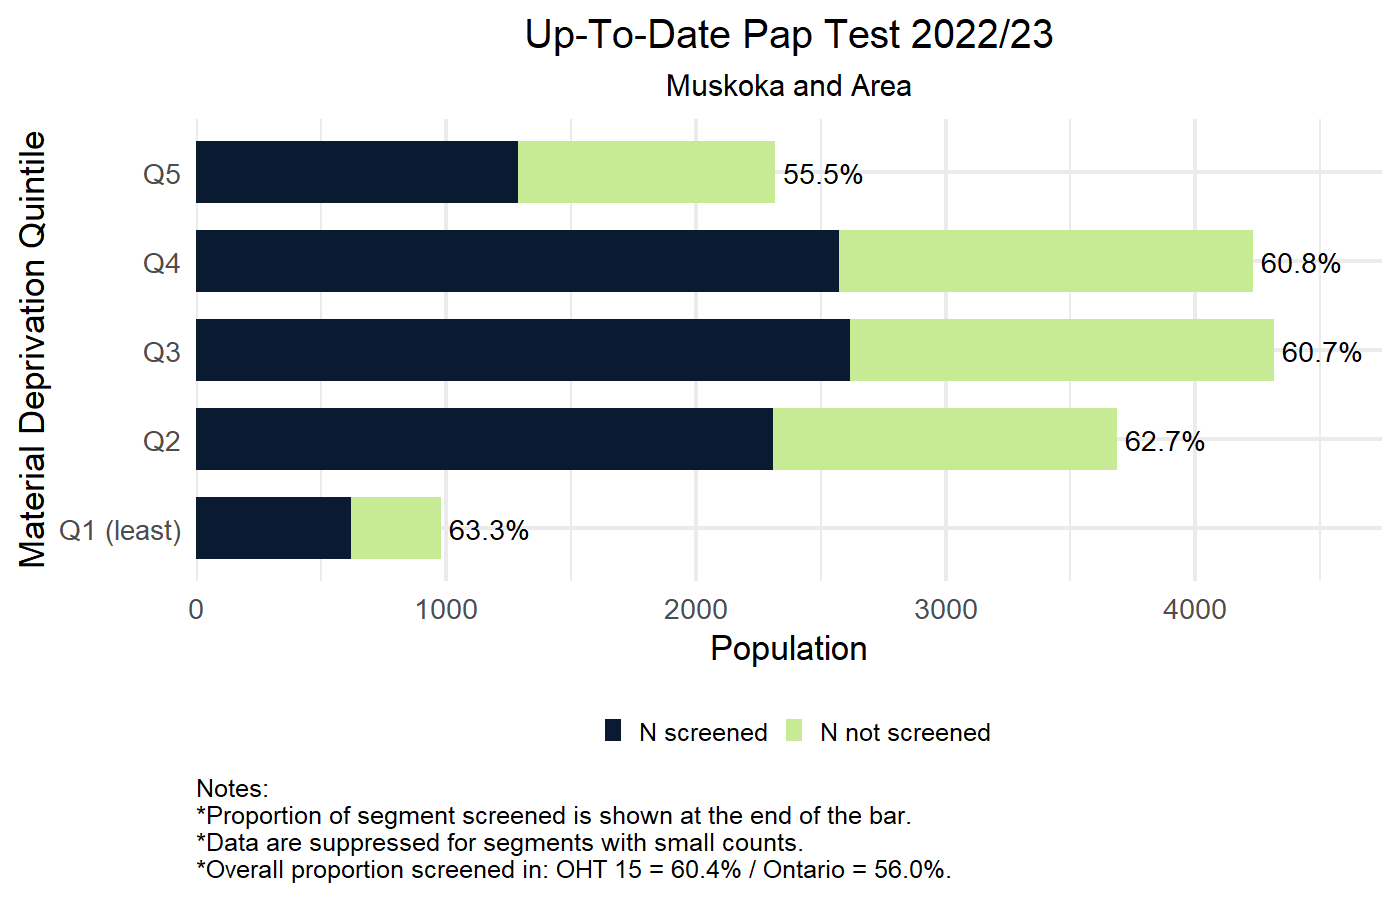 Up-To-Date Pap Test 2022/23
Muskoka and Area
Material Deprivation Quintile
Q5
55.5%
Q4
60.8%
Q3
60.7%
Q2
62.7%
Q1 (least)
63.3%
0 1000 2000 3000 4000
Population
N screened N not screened
Notes:
*Proportion of segment screened is shown at the end of the bar.
*Data are suppressed for segments with small counts.
*Overall proportion screened in: OHT 15 = 60.4% / Ontario = 56.0%.